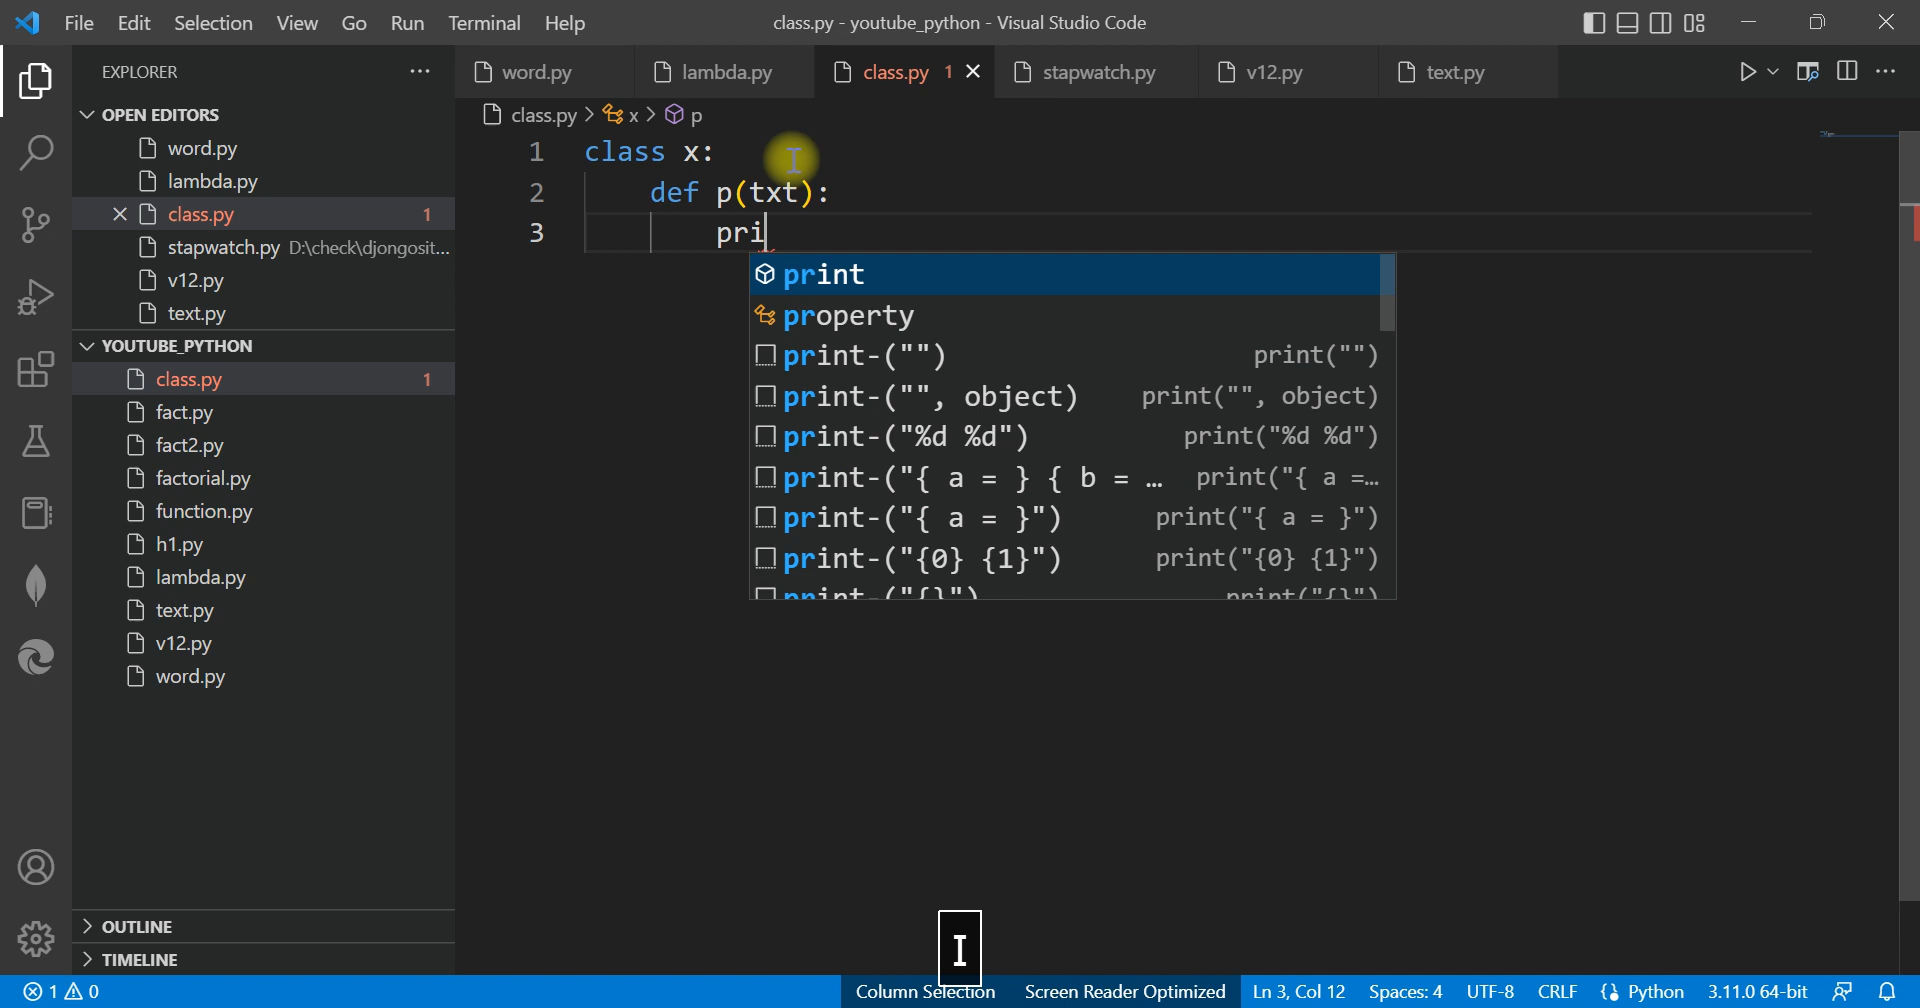 File Edit Selection View Go Run Terminal Help class.py - youtube_python - Visual Studio Code
EXPLORER
word.py lambda.py class.py 1 stapwatch.py v12.py text.py
OPEN EDITORS
word.py
lambda.py
class.py 1
stapwatch.py D:\check\djongosit...
v12.py
text.py
YOUTUBE_PYTHON
class.py 1
fact.py
fact2.py
factorial.py
function.py
h1.py
lambda.py
text.py
v12.py
word.py
OUTLINE
TIMELINE
class.py > x > p
1 class x:
2 def p(txt):
3 pri
print
property
print-("") print("")
print-("", object) print("", object)
print-("%d %d") print("%d %d")
print-("{ a = } { b = … print("{ a =…
print-("{ a = }") print("{ a = }")
print-("{0} {1}") print("{0} {1}")
print-("{}") print("{}")
I
1 0 Column Selection Screen Reader Optimized Ln 3, Col 12 Spaces: 4 UTF-8 CRLF Python 3.11.0 64-bit